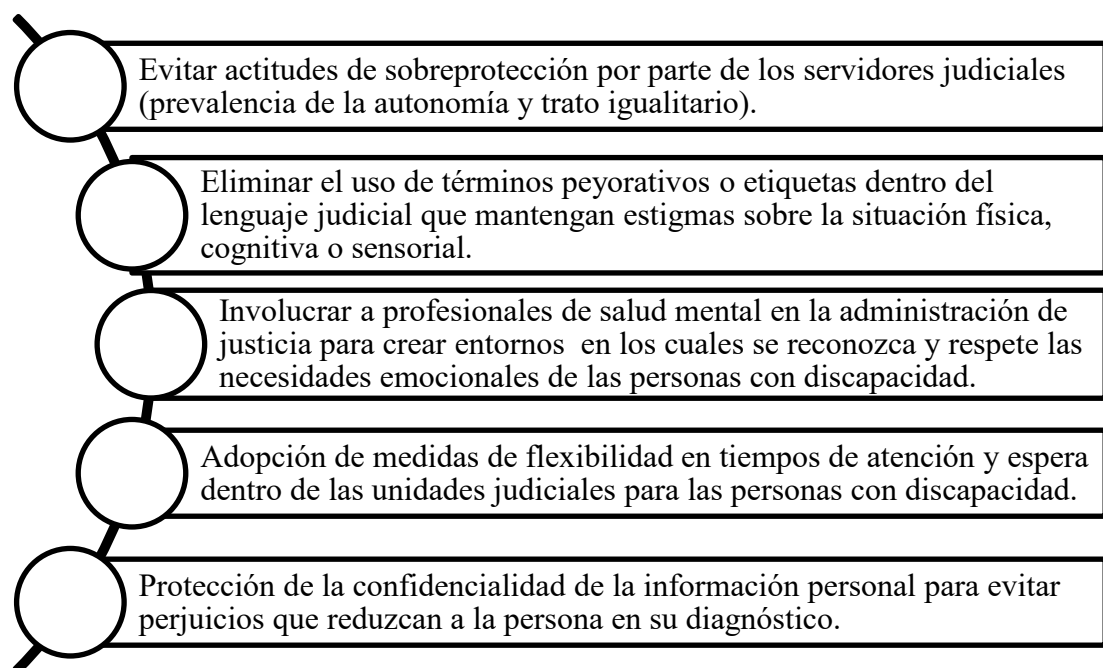 Evitar actitudes de sobreprotección por parte de los servidores judiciales
(prevalencia de la autonomía y trato igualitario).
Eliminar el uso de términos peyorativos o etiquetas dentro del
lenguaje judicial que mantengan estigmas sobre la situación física,
cognitiva o sensorial.
Involucrar a profesionales de salud mental en la administración de
justicia para crear entornos en los cuales se reconozca y respete las
necesidades emocionales de las personas con discapacidad.
Adopción de medidas de flexibilidad en tiempos de atención y espera
dentro de las unidades judiciales para las personas con discapacidad.
Protección de la confidencialidad de la información personal para evitar
perjuicios que reduzcan a la persona en su diagnóstico.